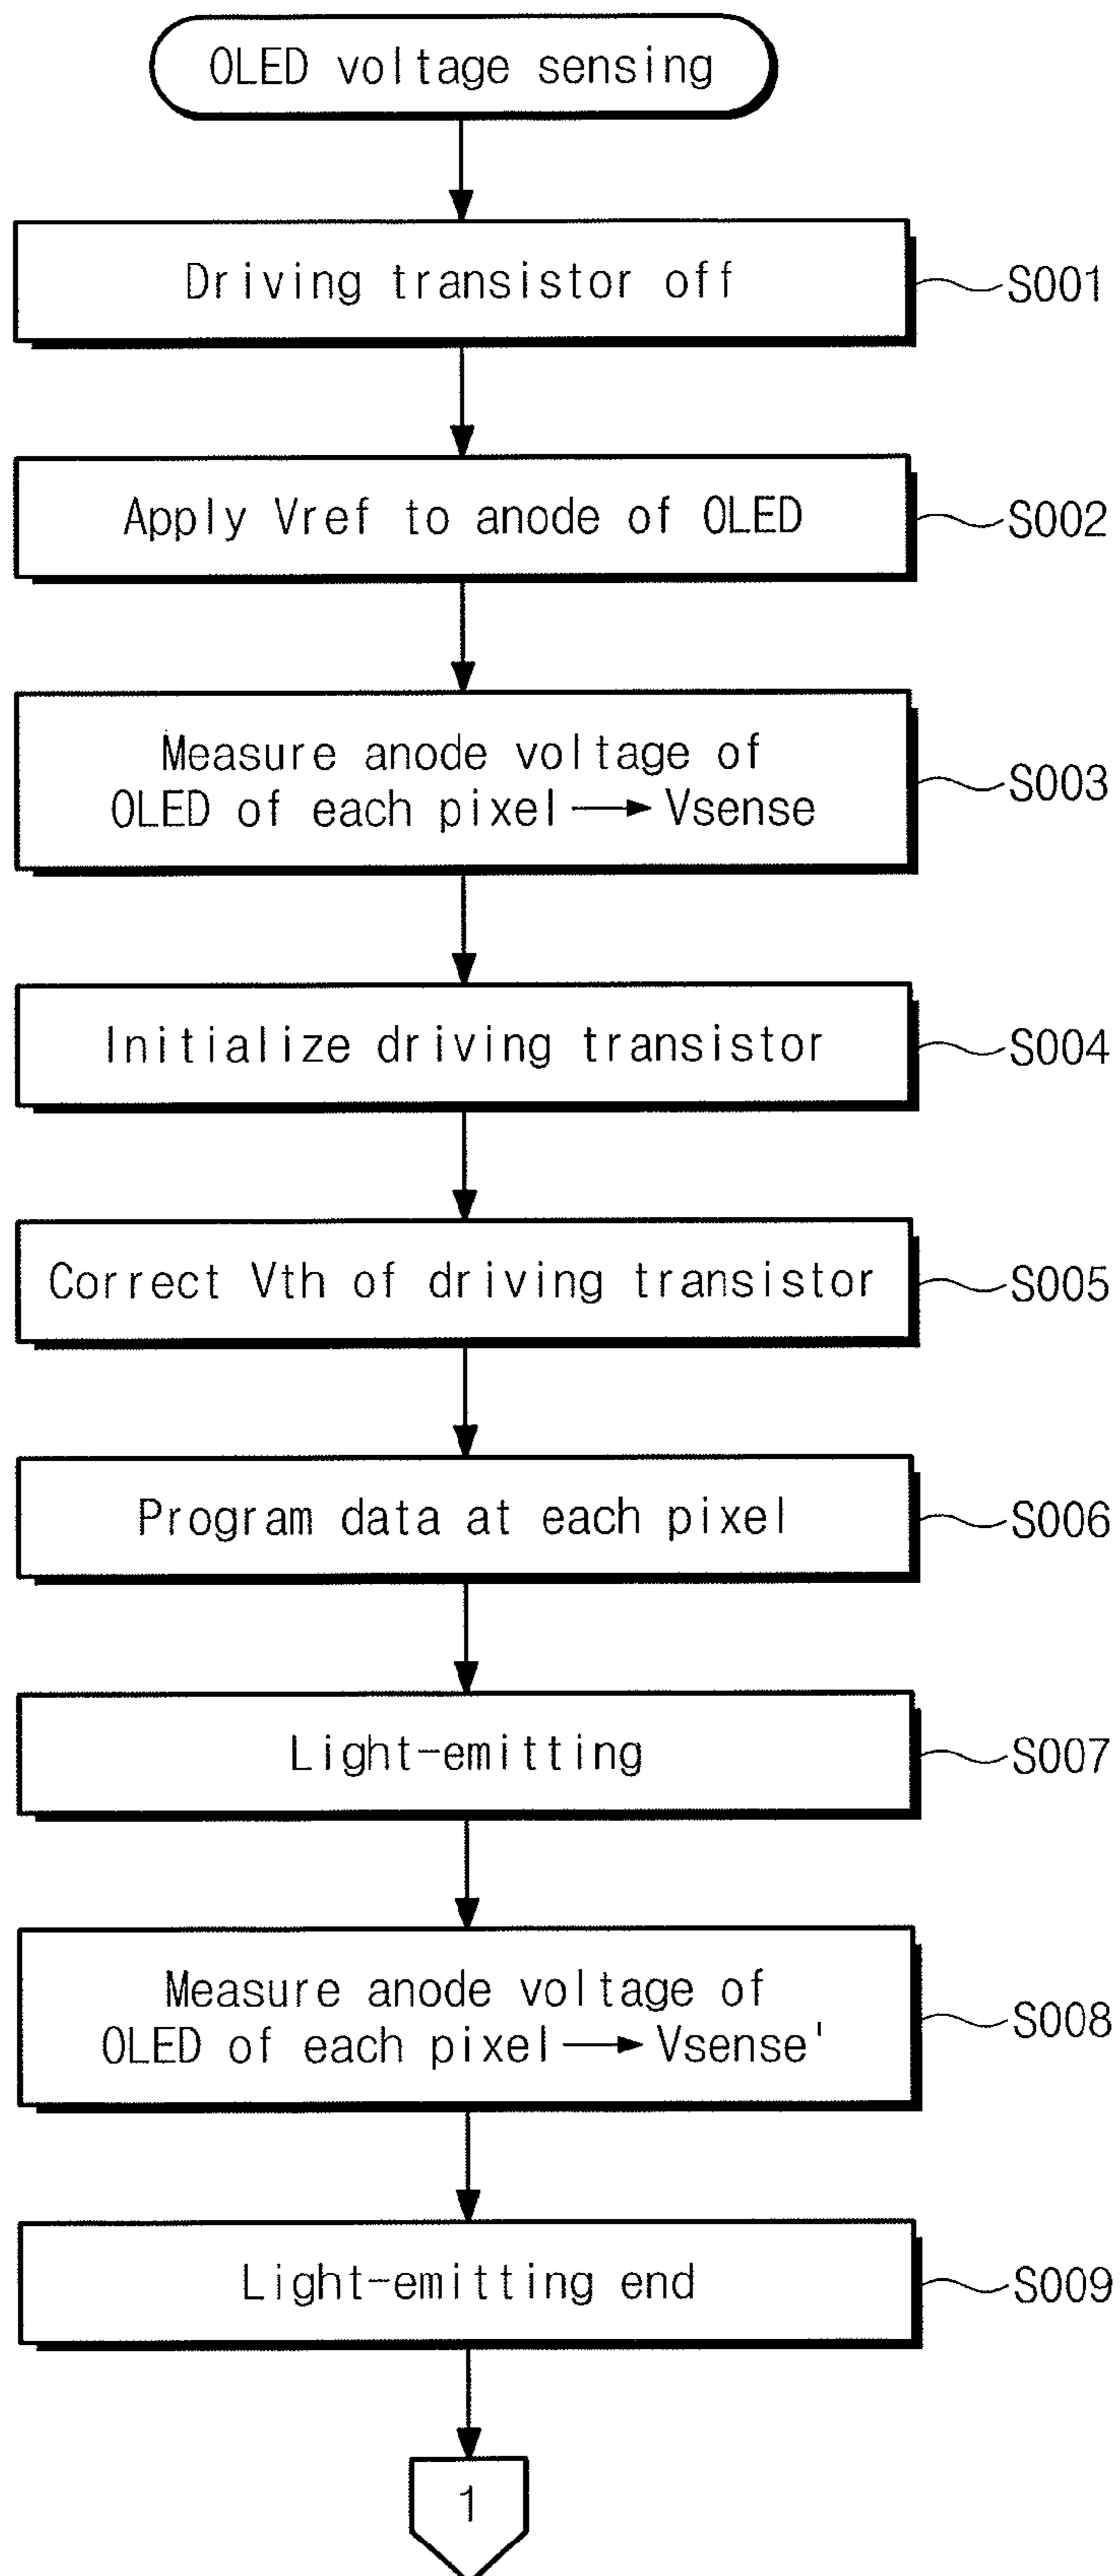 OLED voltage sensing
Driving transistor off
S001
Apply Vref to anode of OLED
S002
Measure anode voltage of
OLED of each pixel → Vsense
S003
Initialize driving transistor
S004
Correct Vth of driving transistor
S005
Program data at each pixel
S006
Light-emitting
S007
Measure anode voltage of
OLED of each pixel → Vsense'
S008
Light-emitting end
S009
1